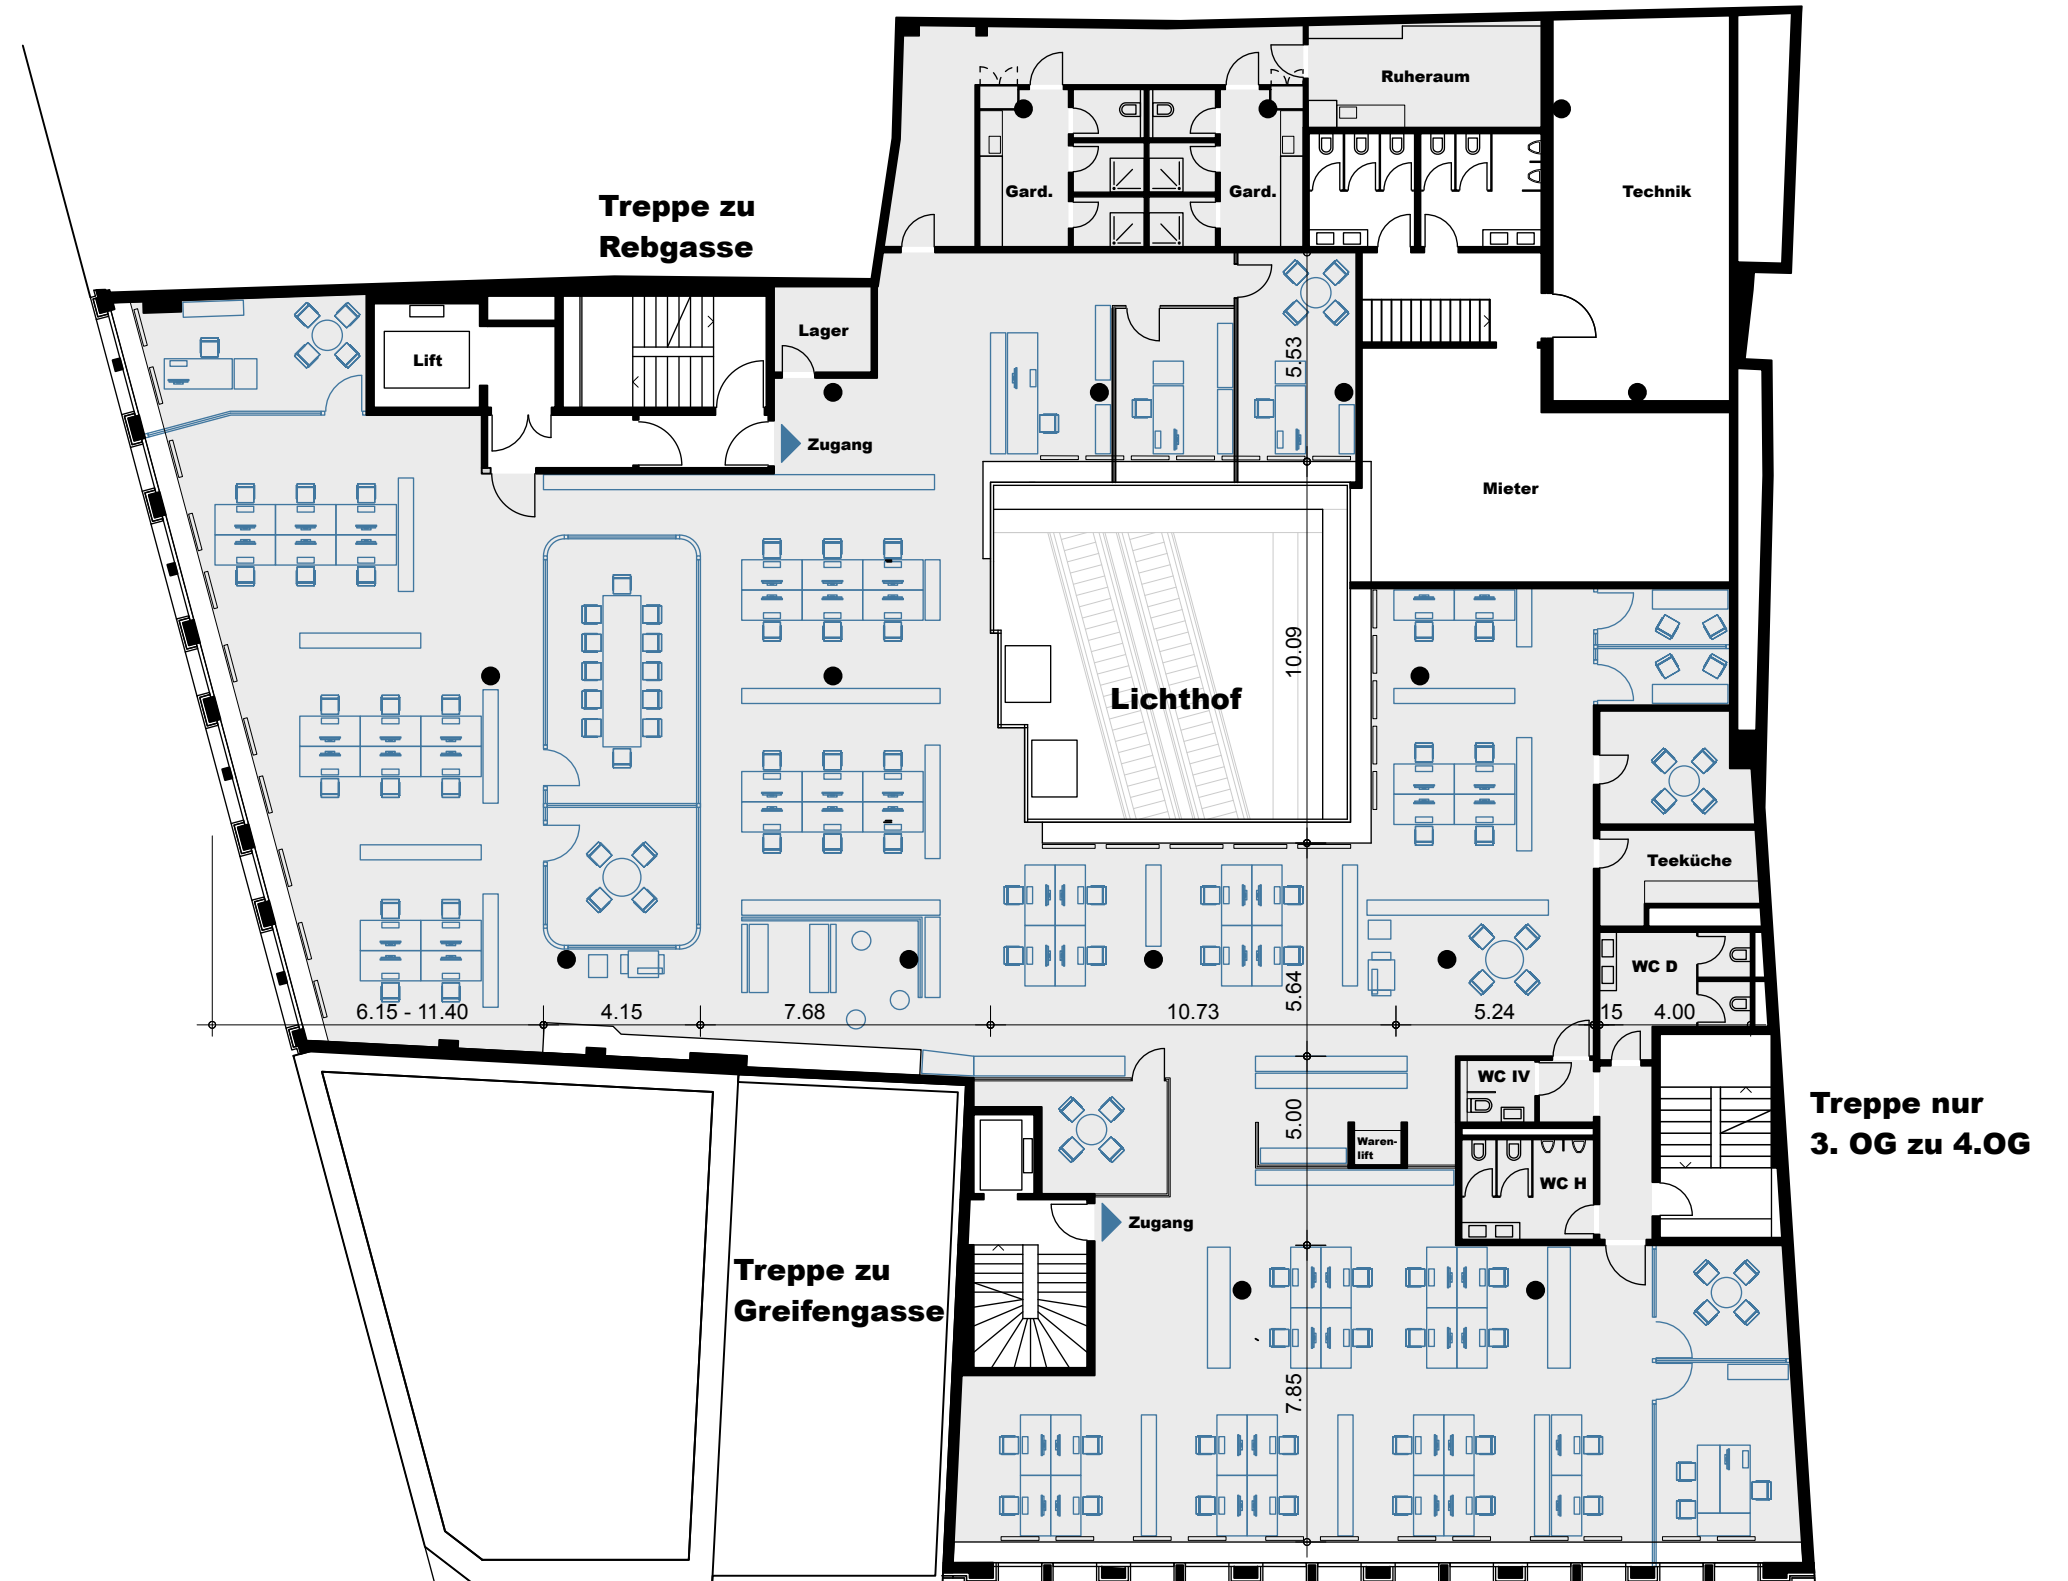 Ruheraum
Gard.
Gard.
Technik
Treppe zu
Rebgasse
Lager
Lift
5.53
Zugang
Mieter
10.09
Lichthof
Teeküche
WC D
5.64
6.15 - 11.40
4.15
7.68
10.73
5.24
15
4.00
WC IV
5.00
Waren-
lift
WC H
Treppe nur
3. OG zu 4.OG
Zugang
Treppe zu
Greifengasse
7.85